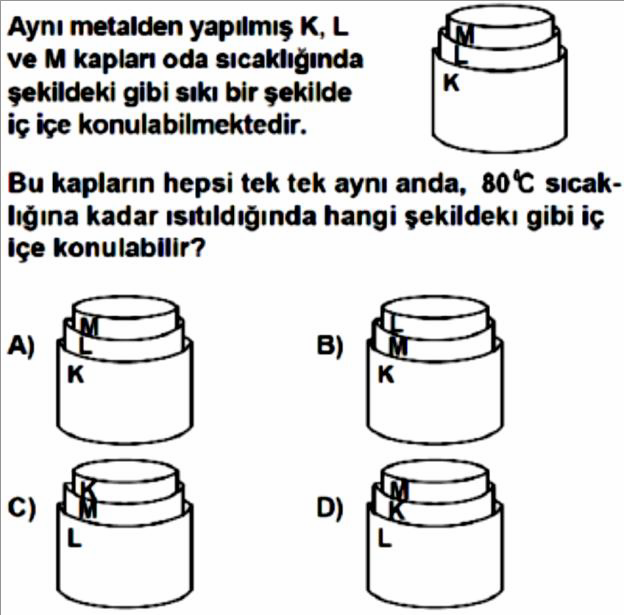 Aynı metalden yapılmış K, L
ve M kapları oda sıcaklığında
şekildeki gibi sıkı bir şekilde
iç içe konulabilmektedir.
M
L
K
Bu kapların hepsi tek tek aynı anda, 80°C sıcak-
lığına kadar ısıtıldığında hangi şekildekı gibi iç
içe konulabilir?
A)
M
L
K
B)
L
M
K
C)
K
M
L
D)
M
K
L